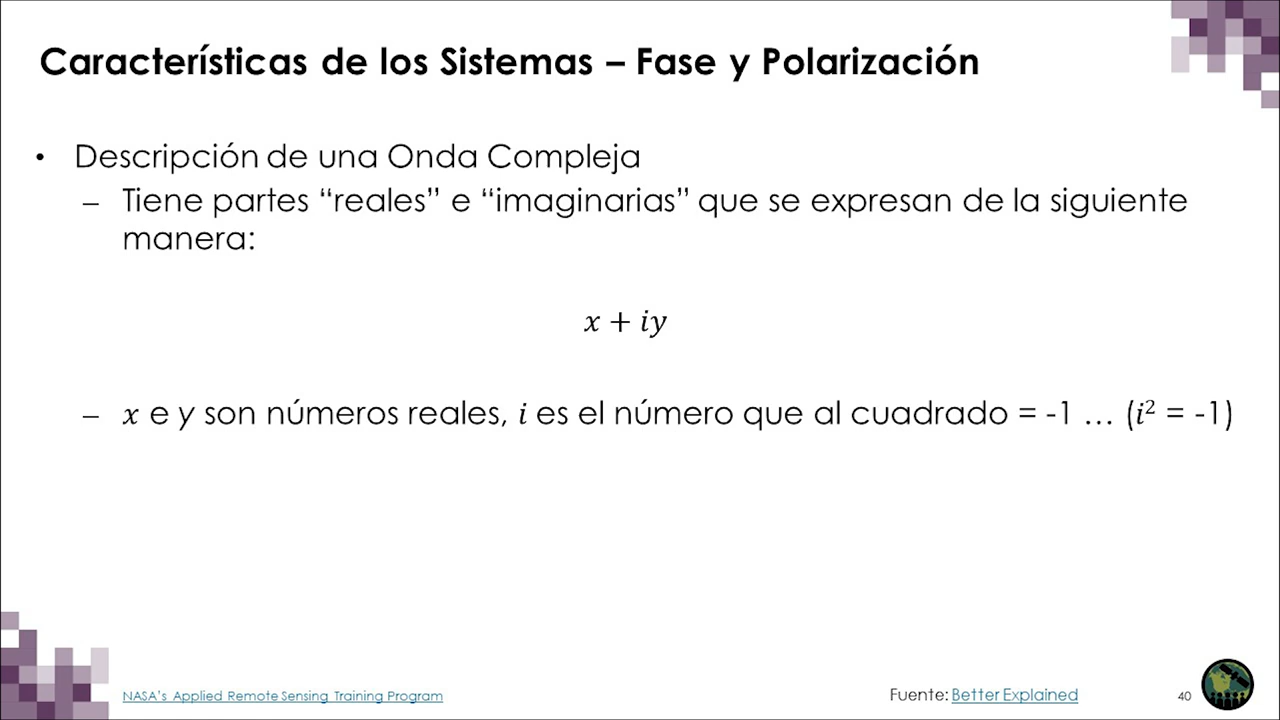 Características de los Sistemas – Fase y Polarización
• Descripción de una Onda Compleja
– Tiene partes “reales” e “imaginarias” que se expresan de la siguiente
manera:
x + iy
– x e y son números reales, i es el número que al cuadrado = -1 … (i² = -1)
NASA's Applied Remote Sensing Training Program
Fuente: Better Explained
40